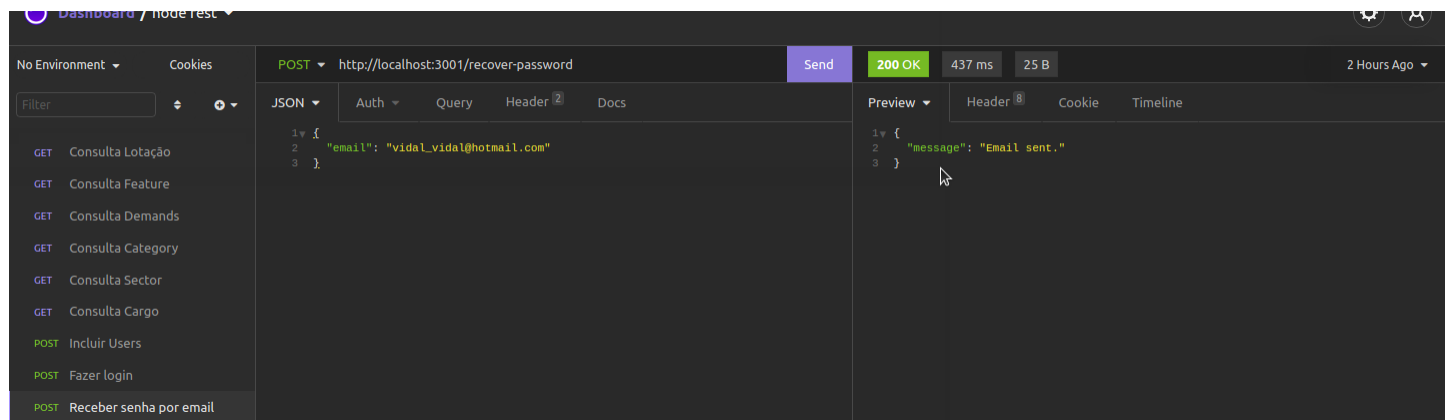 Dashboard / node rest
No Environment
Cookies
POST
http://localhost:3001/recover-password
Send
200 OK
437 ms
25 B
2 Hours Ago
Filter
JSON
Auth
Query
Header 2
Docs
Preview
Header 8
Cookie
Timeline
GET Consulta Lotação
GET Consulta Feature
GET Consulta Demands
GET Consulta Category
GET Consulta Sector
GET Consulta Cargo
POST Incluir Users
POST Fazer login
POST Receber senha por email
1 {
2 "email": "vidal_vidal@hotmail.com"
3 }
1 {
2 "message": "Email sent."
3 }